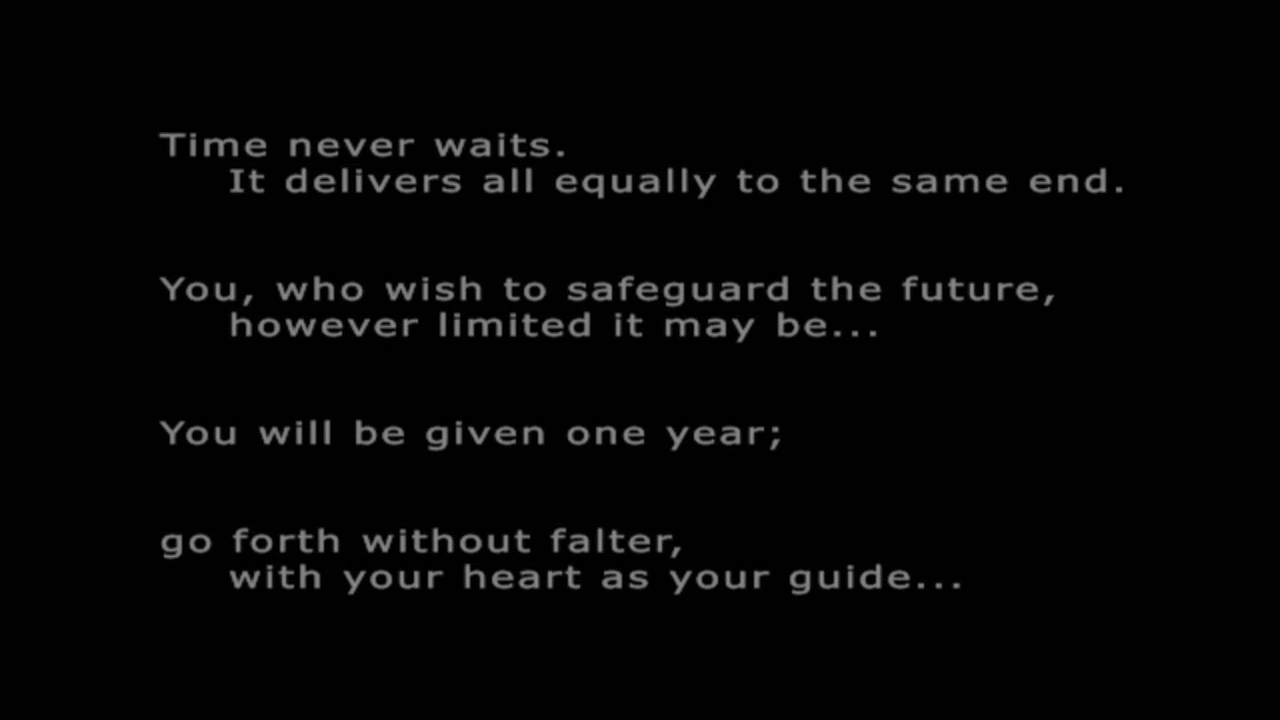 Time never waits.
It delivers all equally to the same end.
You, who wish to safeguard the future,
however limited it may be...
You will be given one year;
go forth without falter,
with your heart as your guide...